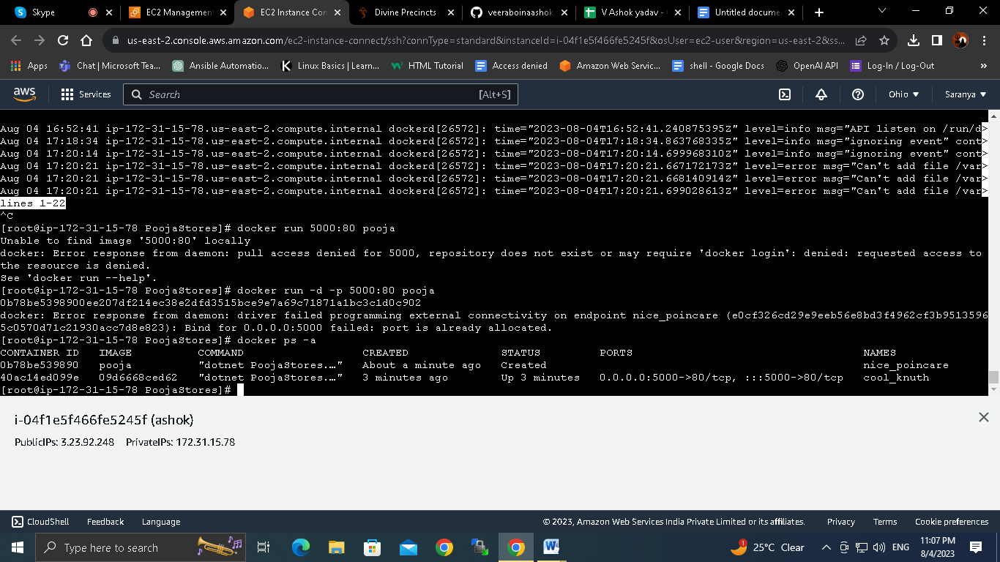 Skype
EC2 Management
EC2 Instance Con
Divine Precincts
veeraboinaashok
V Ashok yadav -
Untitled docume
us-east-2.console.aws.amazon.com/ec2-instance-connect/ssh?connType=standard&instanceId=i-04f1e5f466fe5245f&osUser=ec2-user&region=us-east-2&ss...
Apps
Chat | Microsoft Tea...
Ansible Automatio...
Linux Basics | Learn...
HTML Tutorial
Access denied
Amazon Web Servic...
shell - Google Docs
OpenAI API
Log-In / Log-Out
»
aws
Services
Search
[Alt+S]
Ohio
Saranya
Aug 04 16:52:41 ip-172-31-15-78.us-east-2.compute.internal dockerd[26572]: time="2023-08-04T16:52:41.240875395Z" level=info msg="API listen on /run/d>
Aug 04 17:18:34 ip-172-31-15-78.us-east-2.compute.internal dockerd[26572]: time="2023-08-04T17:18:34.863768335Z" level=info msg="ignoring event" cont>
Aug 04 17:20:14 ip-172-31-15-78.us-east-2.compute.internal dockerd[26572]: time="2023-08-04T17:20:14.699968310Z" level=info msg="ignoring event" cont>
Aug 04 17:20:21 ip-172-31-15-78.us-east-2.compute.internal dockerd[26572]: time="2023-08-04T17:20:21.667172173Z" level=error msg="Can't add file /var>
Aug 04 17:20:21 ip-172-31-15-78.us-east-2.compute.internal dockerd[26572]: time="2023-08-04T17:20:21.668140914Z" level=error msg="Can't add file /var>
Aug 04 17:20:21 ip-172-31-15-78.us-east-2.compute.internal dockerd[26572]: time="2023-08-04T17:20:21.699028613Z" level=error msg="Can't add file /var>
lines 1-22
^C
[root@ip-172-31-15-78 PoojaStores]# docker run 5000:80 pooja
Unable to find image '5000:80' locally
docker: Error response from daemon: pull access denied for 5000, repository does not exist or may require 'docker login': denied: requested access to
the resource is denied.
See 'docker run --help'.
[root@ip-172-31-15-78 PoojaStores]# docker run -d -p 5000:80 pooja
0b78be5398900ee207df214ec38e2dfd3515bce9e7a69c71871a1bc3c1d0c902
docker: Error response from daemon: driver failed programming external connectivity on endpoint nice_poincare (e0cf326cd29e9eeb56e8bd3f4962cf3b9513596
5c0570d71c21930acc7d8e823): Bind for 0.0.0.0:5000 failed: port is already allocated.
[root@ip-172-31-15-78 PoojaStores]# docker ps -a
CONTAINER ID IMAGE COMMAND CREATED STATUS PORTS NAMES
0b78be539890 pooja "dotnet PoojaStores.…" About a minute ago Created nice_poincare
40ac14ed099e 09d6668ced62 "dotnet PoojaStores.…" 3 minutes ago Up 3 minutes 0.0.0.0:5000->80/tcp, :::5000->80/tcp cool_knuth
[root@ip-172-31-15-78 PoojaStores]#
i-04f1e5f466fe5245f (ashok)
PublicIPs: 3.23.92.248 PrivateIPs: 172.31.15.78
CloudShell Feedback Language © 2023, Amazon Web Services India Private Limited or its affiliates. Privacy Terms Cookie preferences
Type here to search
1
25°C Clear
ENG
11:07 PM
8/4/2023